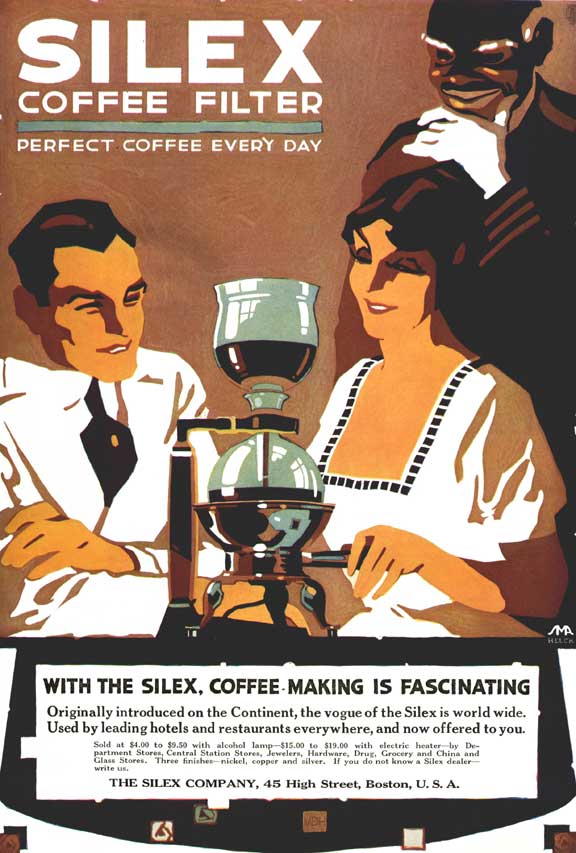 SILEX
COFFEE FILTER
PERFECT COFFEE EVERY DAY
HELCK
WITH THE SILEX, COFFEE-MAKING IS FASCINATING
Originally introduced on the Continent, the vogue of the Silex is world wide.
Used by leading hotels and restaurants everywhere, and now offered to you.
Sold at $4.00 to $9.50 with alcohol lamp—$15.00 to $19.00 with electric heater—by De-
partment Stores, Central Station Stores, Jewelers, Hardware, Drug, Grocery and China and
Glass Stores. Three finishes—nickel, copper and silver. If you do not know a Silex dealer—
write us.
THE SILEX COMPANY, 45 High Street, Boston, U. S. A.